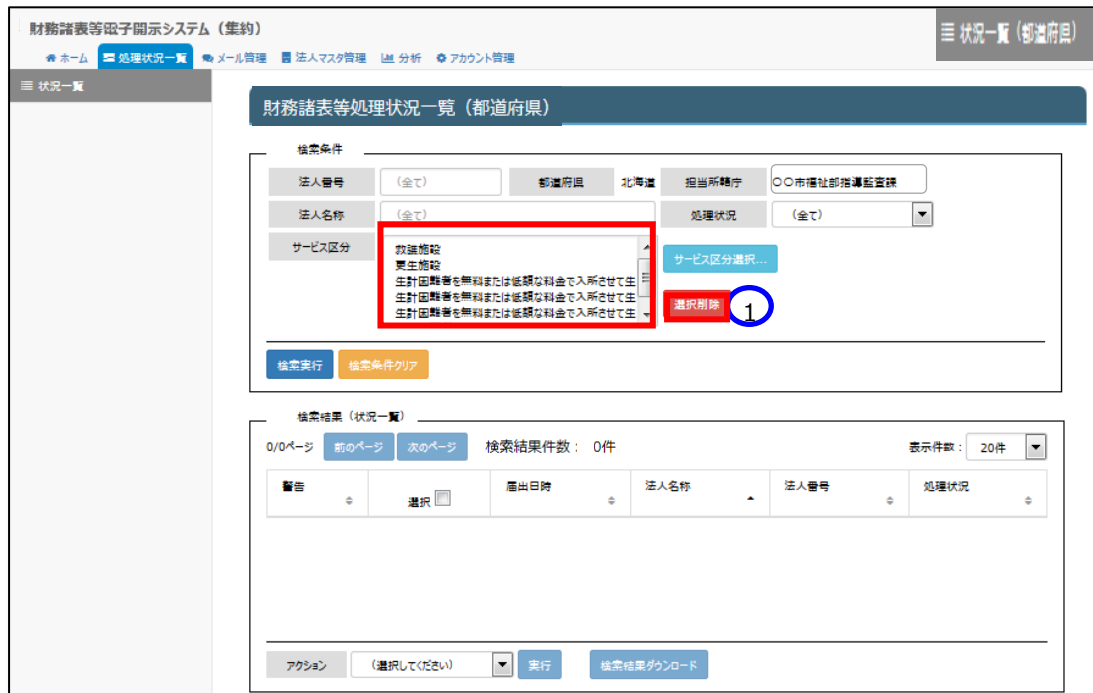 財務諸表等電子開示システム（集約）
状況一覧（都道府県）
ホーム 処理状況一覧 メール管理 法人マスタ管理 分析 アカウント管理
状況一覧
財務諸表等処理状況一覧（都道府県）
検索条件
法人番号 （全て） 都道府県 北海道 担当所轄庁 〇〇市福祉部指導監査課
法人名称 （全て） 処理状況 （全て）
サービス区分
救護施設
更生施設
生計困難者を無料または低額な料金で入所させて生
生計困難者を無料または低額な料金で入所させて生
生計困難者を無料または低額な料金で入所させて生
サービス区分選択...
選択削除 1
検索実行 検索条件クリア
検索結果（状況一覧）
0/0ページ 前のページ 次のページ 検索結果件数： 0件 表示件数： 20件
警告 選択 届出日時 法人名称 法人番号 処理状況
アクション （選択してください） 実行 検索結果ダウンロード